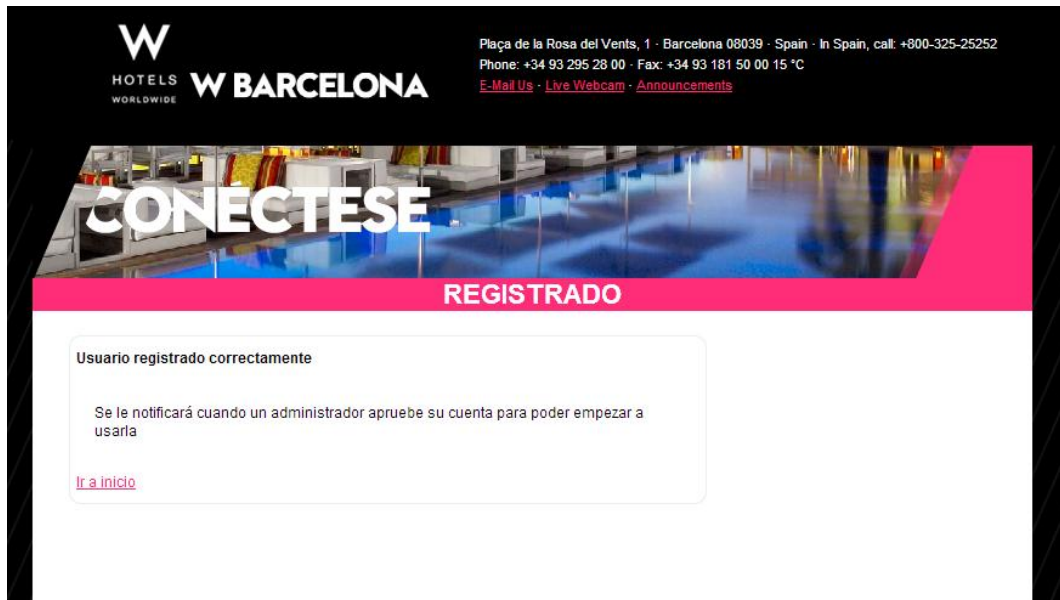 W
HOTELS
WORLDWIDE
W BARCELONA
Plaça de la Rosa del Vents, 1 · Barcelona 08039 · Spain · In Spain, call: +800-325-25252
Phone: +34 93 295 28 00 · Fax: +34 93 181 50 00 15 °C
E-Mail Us · Live Webcam · Announcements
CONÉCTESE
REGISTRADO
Usuario registrado correctamente
Se le notificará cuando un administrador apruebe su cuenta para poder empezar a
usarla
Ir a inicio